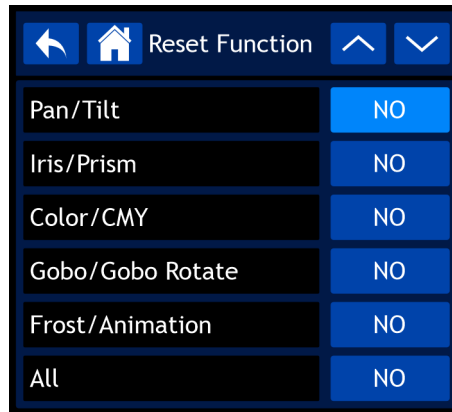 Reset Function
Pan/Tilt NO
Iris/Prism NO
Color/CMY NO
Gobo/Gobo Rotate NO
Frost/Animation NO
All NO